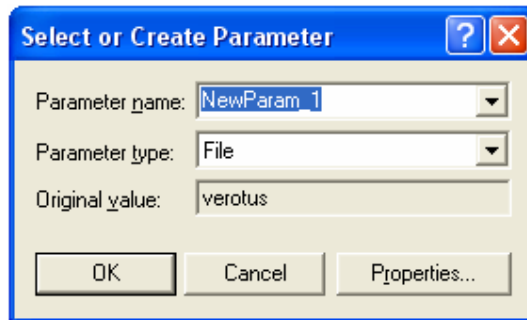 Select or Create Parameter
Parameter name: NewParam_1
Parameter type: File
Original value: verotus
OK Cancel Properties...